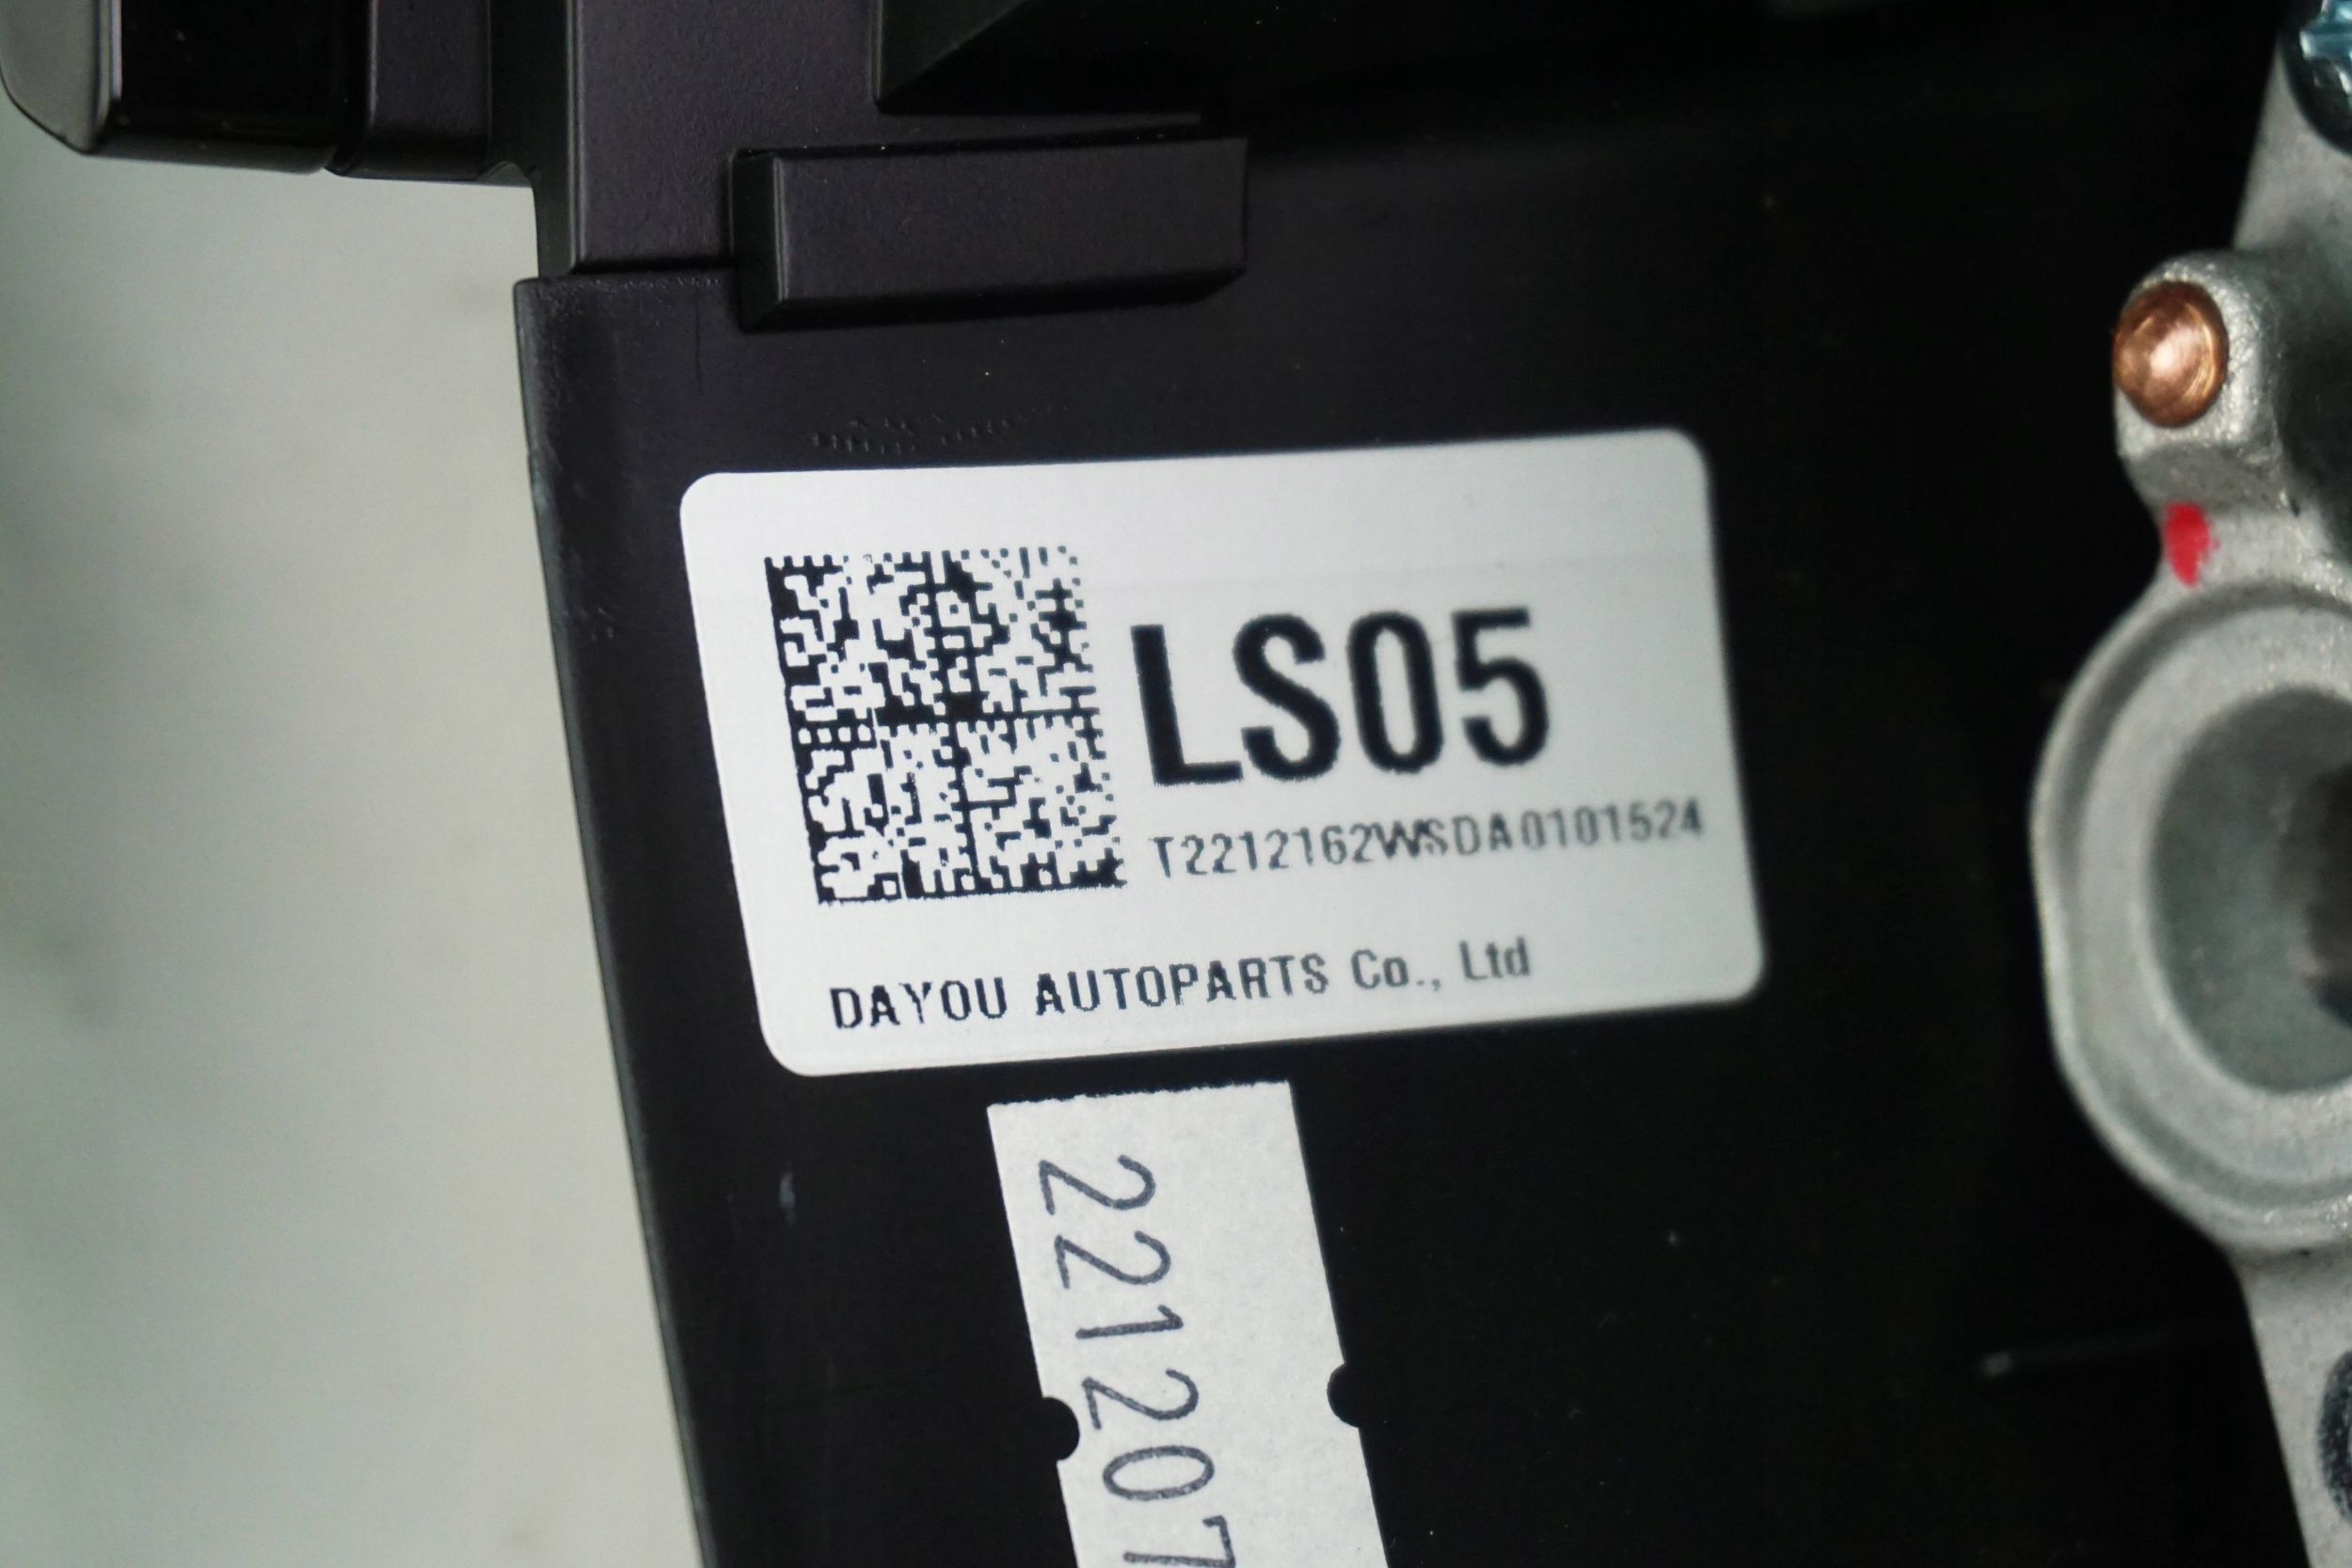 LS05
T2212162WSDA0101524
DAYOU AUTOPARTS Co., Ltd
221207